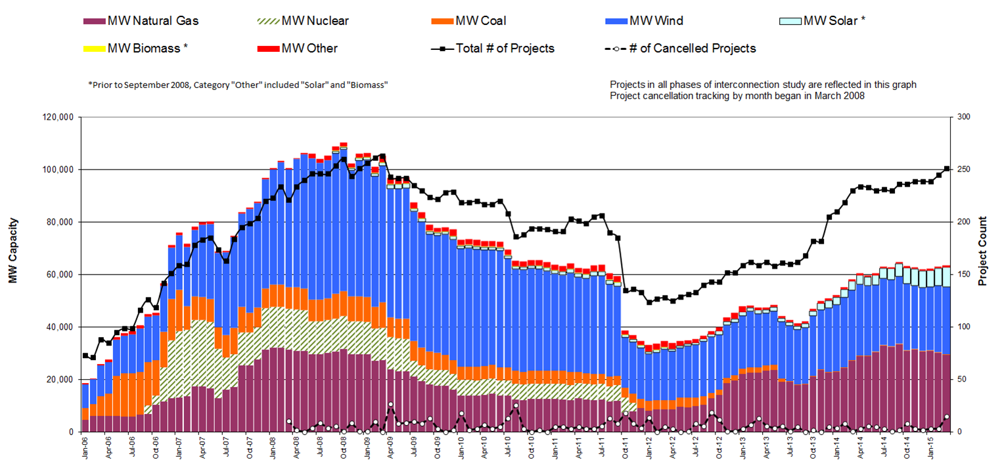 MW Natural Gas MW Nuclear MW Coal MW Wind MW Solar *
MW Biomass * MW Other Total # of Projects # of Cancelled Projects
*Prior to September 2008, Category "Other" included "Solar" and "Biomass"
Projects in all phases of interconnection study are reflected in this graph
Project cancellation tracking by month began in March 2008
120,000
100,000
80,000
60,000
40,000
20,000
0
MW Capacity
300
250
200
150
100
50
0
Project Count
Jan-06 Apr-06 Jul-06 Oct-06 Jan-07 Apr-07 Jul-07 Oct-07 Jan-08 Apr-08 Jul-08 Oct-08 Jan-09 Apr-09 Jul-09 Oct-09 Jan-10 Apr-10 Jul-10 Oct-10 Jan-11 Apr-11 Jul-11 Oct-11 Jan-12 Apr-12 Jul-12 Oct-12 Jan-13 Apr-13 Jul-13 Oct-13 Jan-14 Apr-14 Jul-14 Oct-14 Jan-15